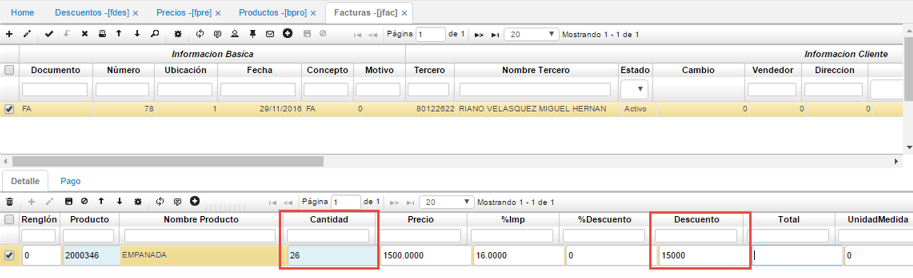 Home Descuentos -[fdes] × Precios -[fpre] × Productos -[bpro] × Facturas -[jfac] ×
Página 1 de 1 20 Mostrando 1 - 1 de 1
Informacion Basica Informacion Cliente
Documento Número Ubicación Fecha Concepto Motivo Tercero Nombre Tercero Estado Cambio Vendedor Direccion
FA 78 1 29/11/2016 FA 0 80122622 RIANO VELASQUEZ MIGUEL HERNAN Activo 0 0 0
Detalle Pago
Página 1 de 1 20 Mostrando 1 - 1 de 1
Renglón Producto Nombre Producto Cantidad Precio %Imp %Descuento Descuento Total UnidadMedida
0 2000346 EMPANADA 26 1500.0000 16.0000 0 15000 0